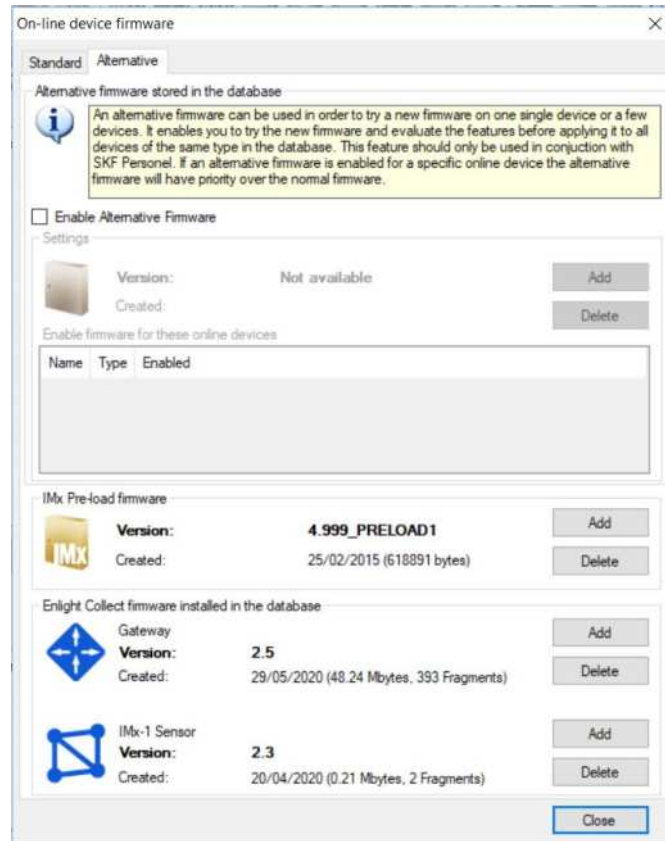 On-line device firmware
Standard Alternative
Alternative firmware stored in the database
An alternative firmware can be used in order to try a new firmware on one single device or a few
devices. It enables you to try the new firmware and evaluate the features before applying it to all
devices of the same type in the database. This feature should only be used in conjuction with
SKF Personel. If an alternative firmware is enabled for a specific online device the alternative
firmware will have priority over the normal firmware.
Enable Alternative Firmware
Settings
Version: Not available Add
Created: Delete
Enable firmware for these online devices
Name Type Enabled
IMx Pre-load firmware
IMx
Version: 4.999_PRELOAD1 Add
Created: 25/02/2015 (618891 bytes) Delete
Enlight Collect firmware installed in the database
Gateway Add
Version: 2.5
Created: 29/05/2020 (48.24 Mbytes, 393 Fragments) Delete
IMx-1 Sensor Add
Version: 2.3
Created: 20/04/2020 (0.21 Mbytes, 2 Fragments) Delete
Close